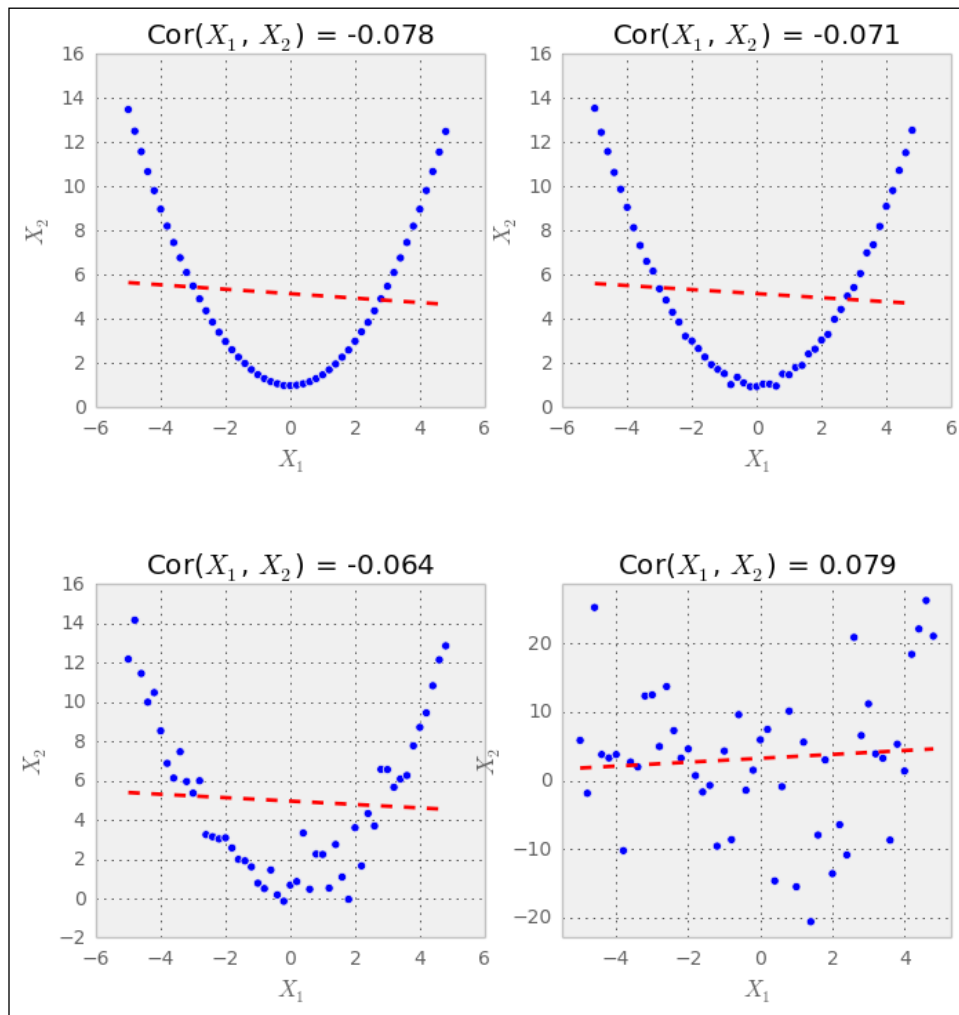 Cor(X₁, X₂) = -0.078
16
14
12
10
8
6
4
2
0
X₂
−6 −4 −2 0 2 4 6
X₁
Cor(X₁, X₂) = -0.071
16
14
12
10
8
6
4
2
0
X₂
−6 −4 −2 0 2 4 6
X₁
Cor(X₁, X₂) = -0.064
16
14
12
10
8
6
4
2
0
−2
X₂
−6 −4 −2 0 2 4 6
X₁
Cor(X₁, X₂) = 0.079
20
10
0
−10
−20
X₂
−4 −2 0 2 4
X₁